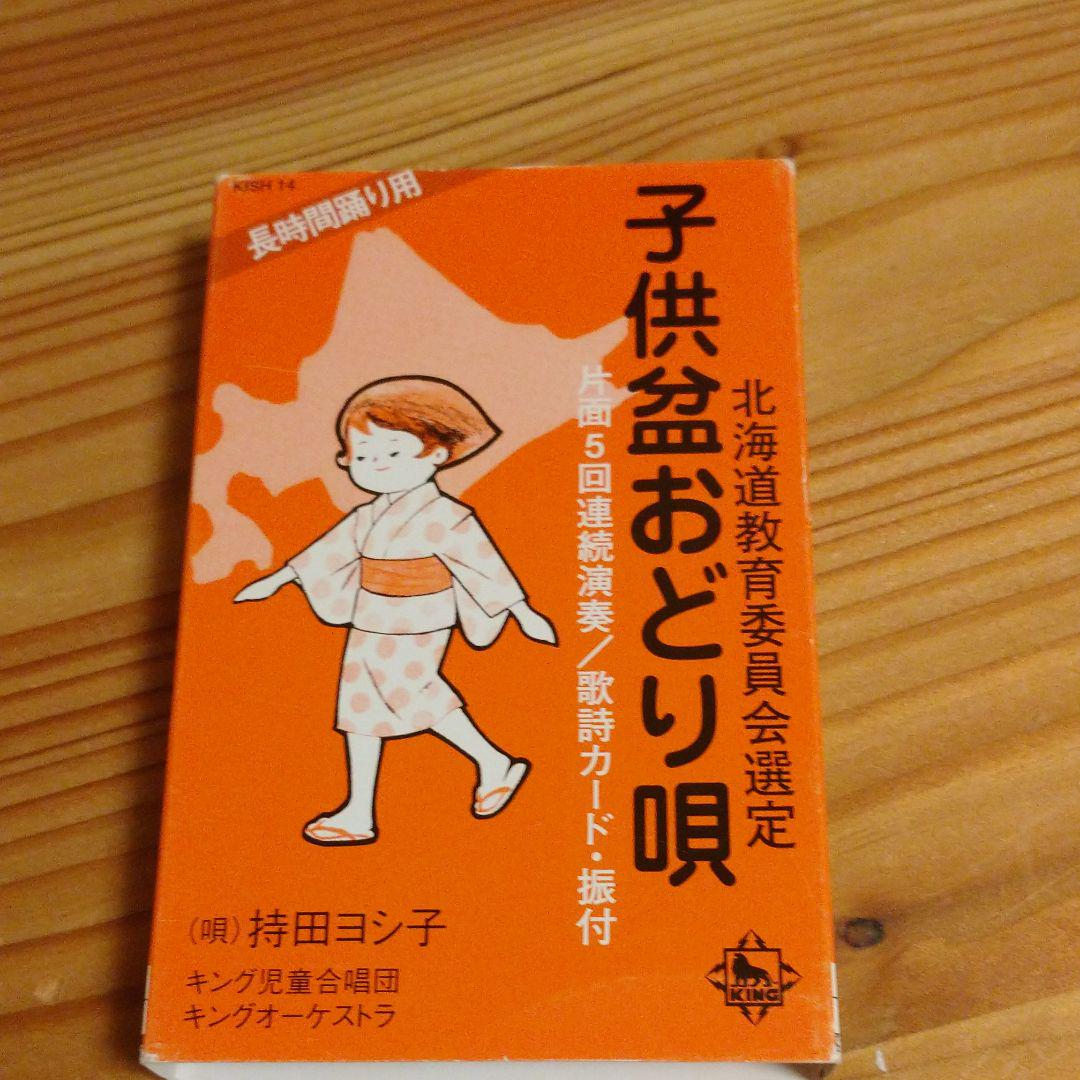 KISH 14
長時間踊り用
北海道教育委員会選定
子供盆おどり唄
片面5回連続演奏/歌詩カード・振付
(唄)持田ヨシ子
キング児童合唱団
キングオーケストラ
KING